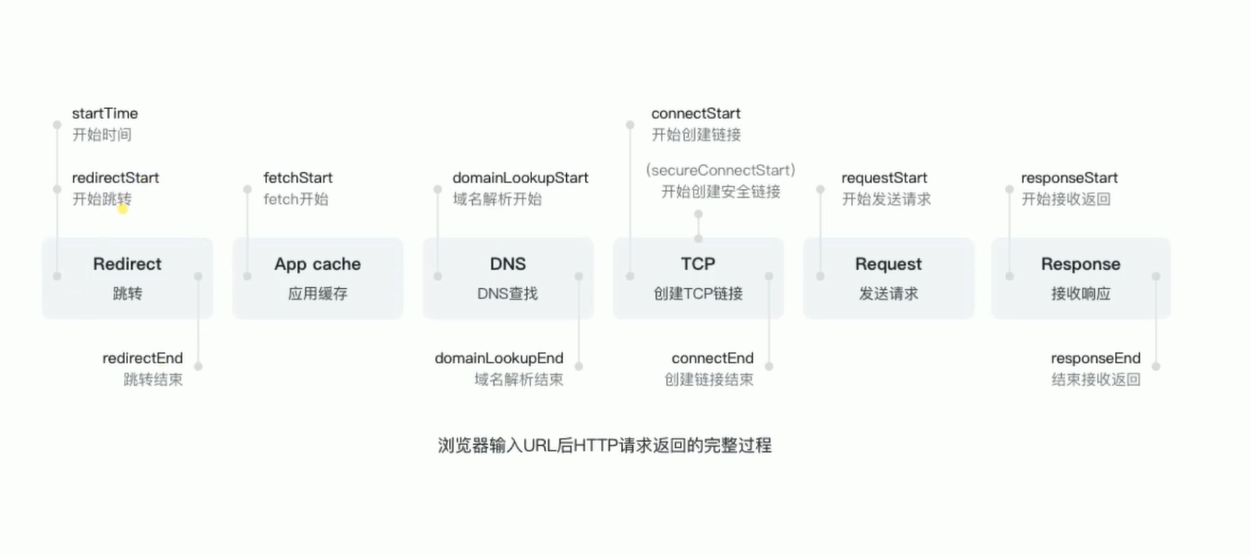 startTime
开始时间
redirectStart
开始跳转
fetchStart
fetch开始
domainLookupStart
域名解析开始
connectStart
开始创建链接
(secureConnectStart)
开始创建安全链接
requestStart
开始发送请求
responseStart
开始接收返回
Redirect
跳转
App cache
应用缓存
DNS
DNS查找
TCP
创建TCP链接
Request
发送请求
Response
接收响应
redirectEnd
跳转结束
domainLookupEnd
域名解析结束
connectEnd
创建链接结束
responseEnd
结束接收返回
浏览器输入URL后HTTP请求返回的完整过程